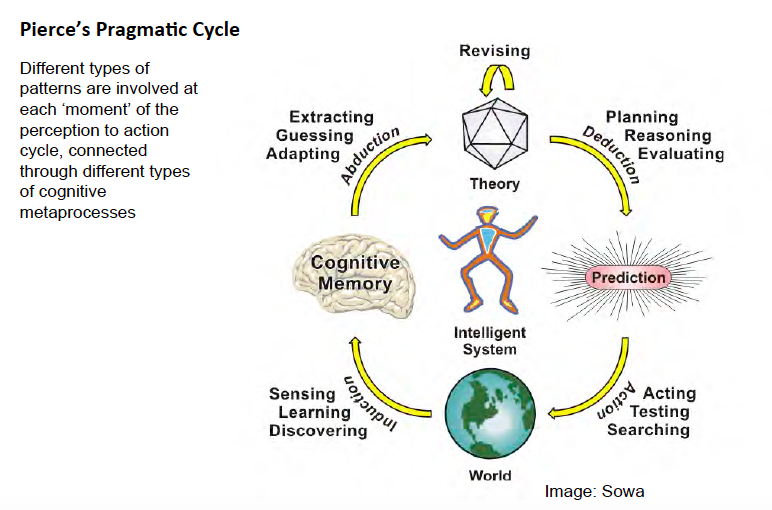 Pierce's Pragmatic Cycle
Different types of
patterns are involved at
each 'moment' of the
perception to action
cycle, connected
through different types
of cognitive
metaprocesses
Revising
Extracting
Guessing
Adapting
Abduction
Theory
Planning
Reasoning
Evaluating
Deduction
Cognitive
Memory
Intelligent
System
Prediction
Sensing
Learning
Discovering
Induction
World
Action
Acting
Testing
Searching
Image: Sowa